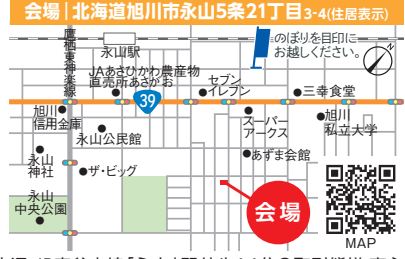 会場|北海道旭川市永山5条21丁目3-4(住居表示)
鷹栖東神楽線
永山駅
のぼりを目印に
お越しください。
JAあさひかわ農産物
直売所あさがお
セブン
イレブン
三幸食堂
39
旭川
信用金庫
永山公民館
スーパー
アークス
旭川
私立大学
あずま会館
永山
神社
ザ・ビッグ
永山
中央公園
会場
MAP